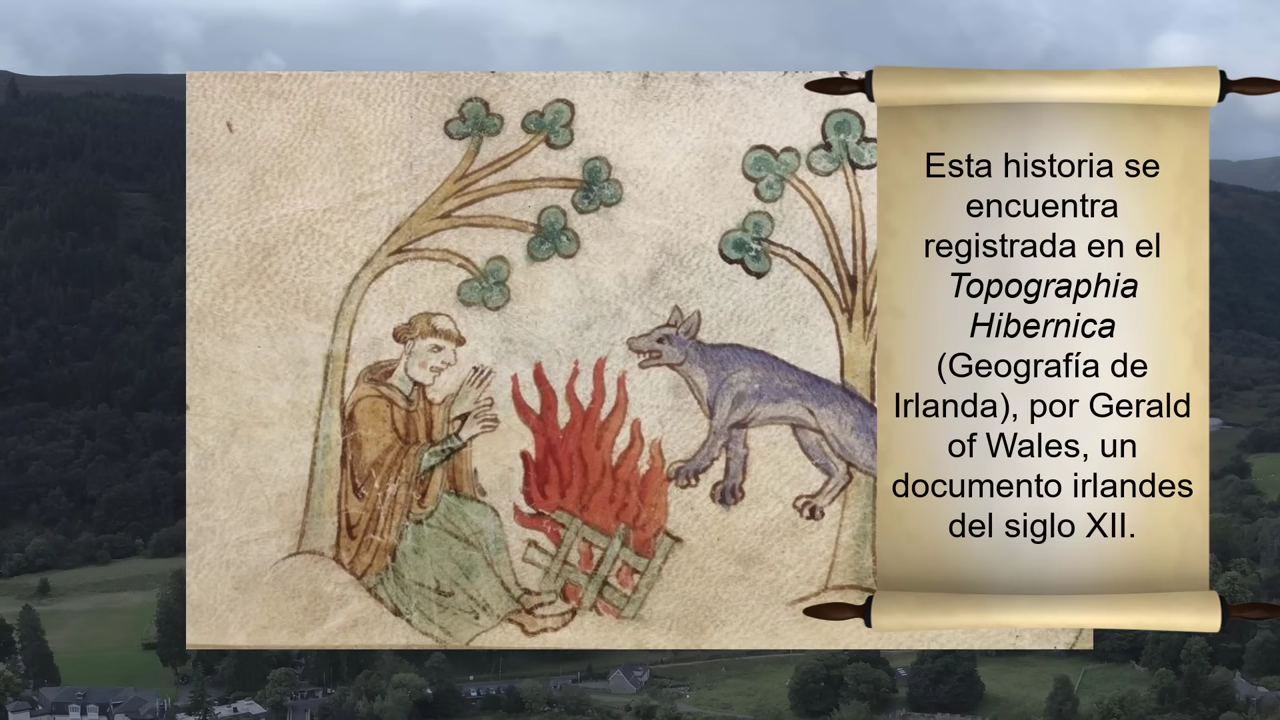 Esta historia se
encuentra
registrada en el
Topographia
Hibernica
(Geografía de
Irlanda), por Gerald
of Wales, un
documento irlandes
del siglo XII.